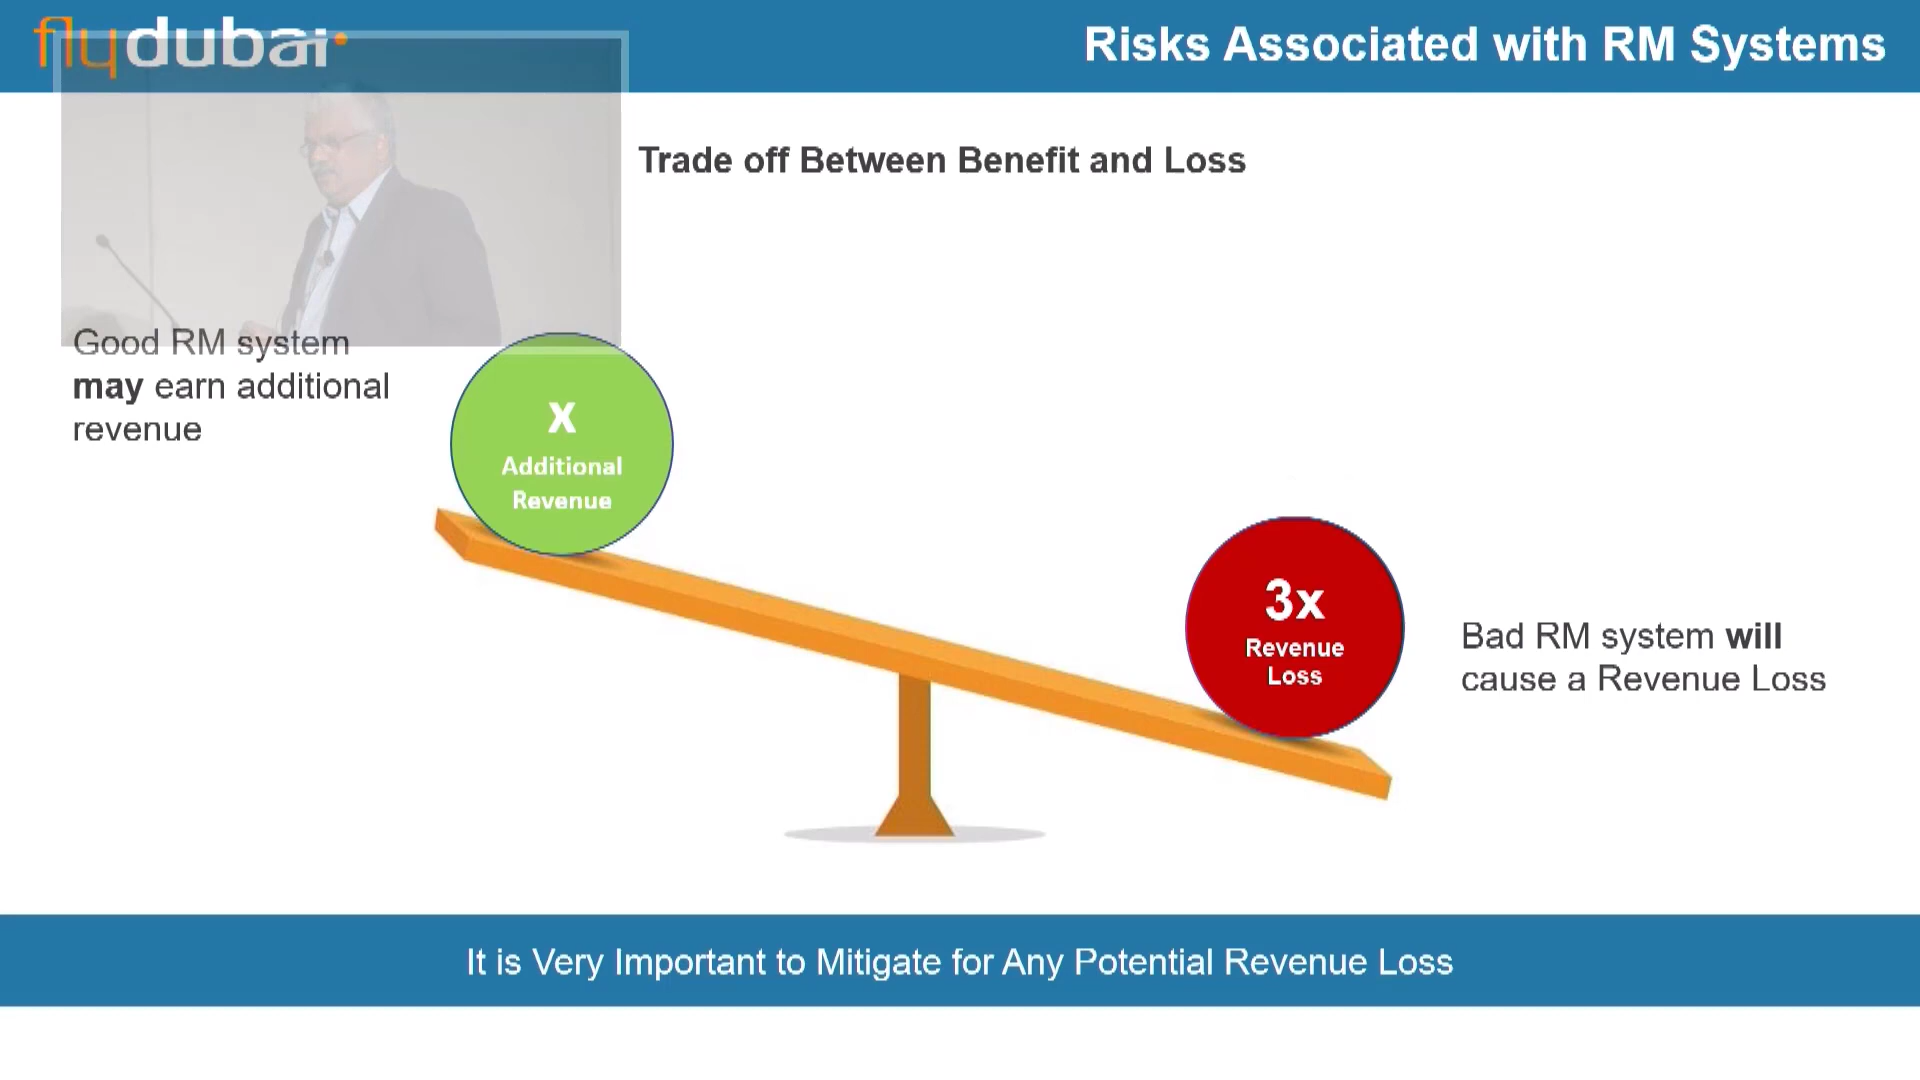 flydubai
Risks Associated with RM Systems
Trade off Between Benefit and Loss
Good RM system
may earn additional
revenue
x
Additional
Revenue
3x
Revenue
Loss
Bad RM system will
cause a Revenue Loss
It is Very Important to Mitigate for Any Potential Revenue Loss